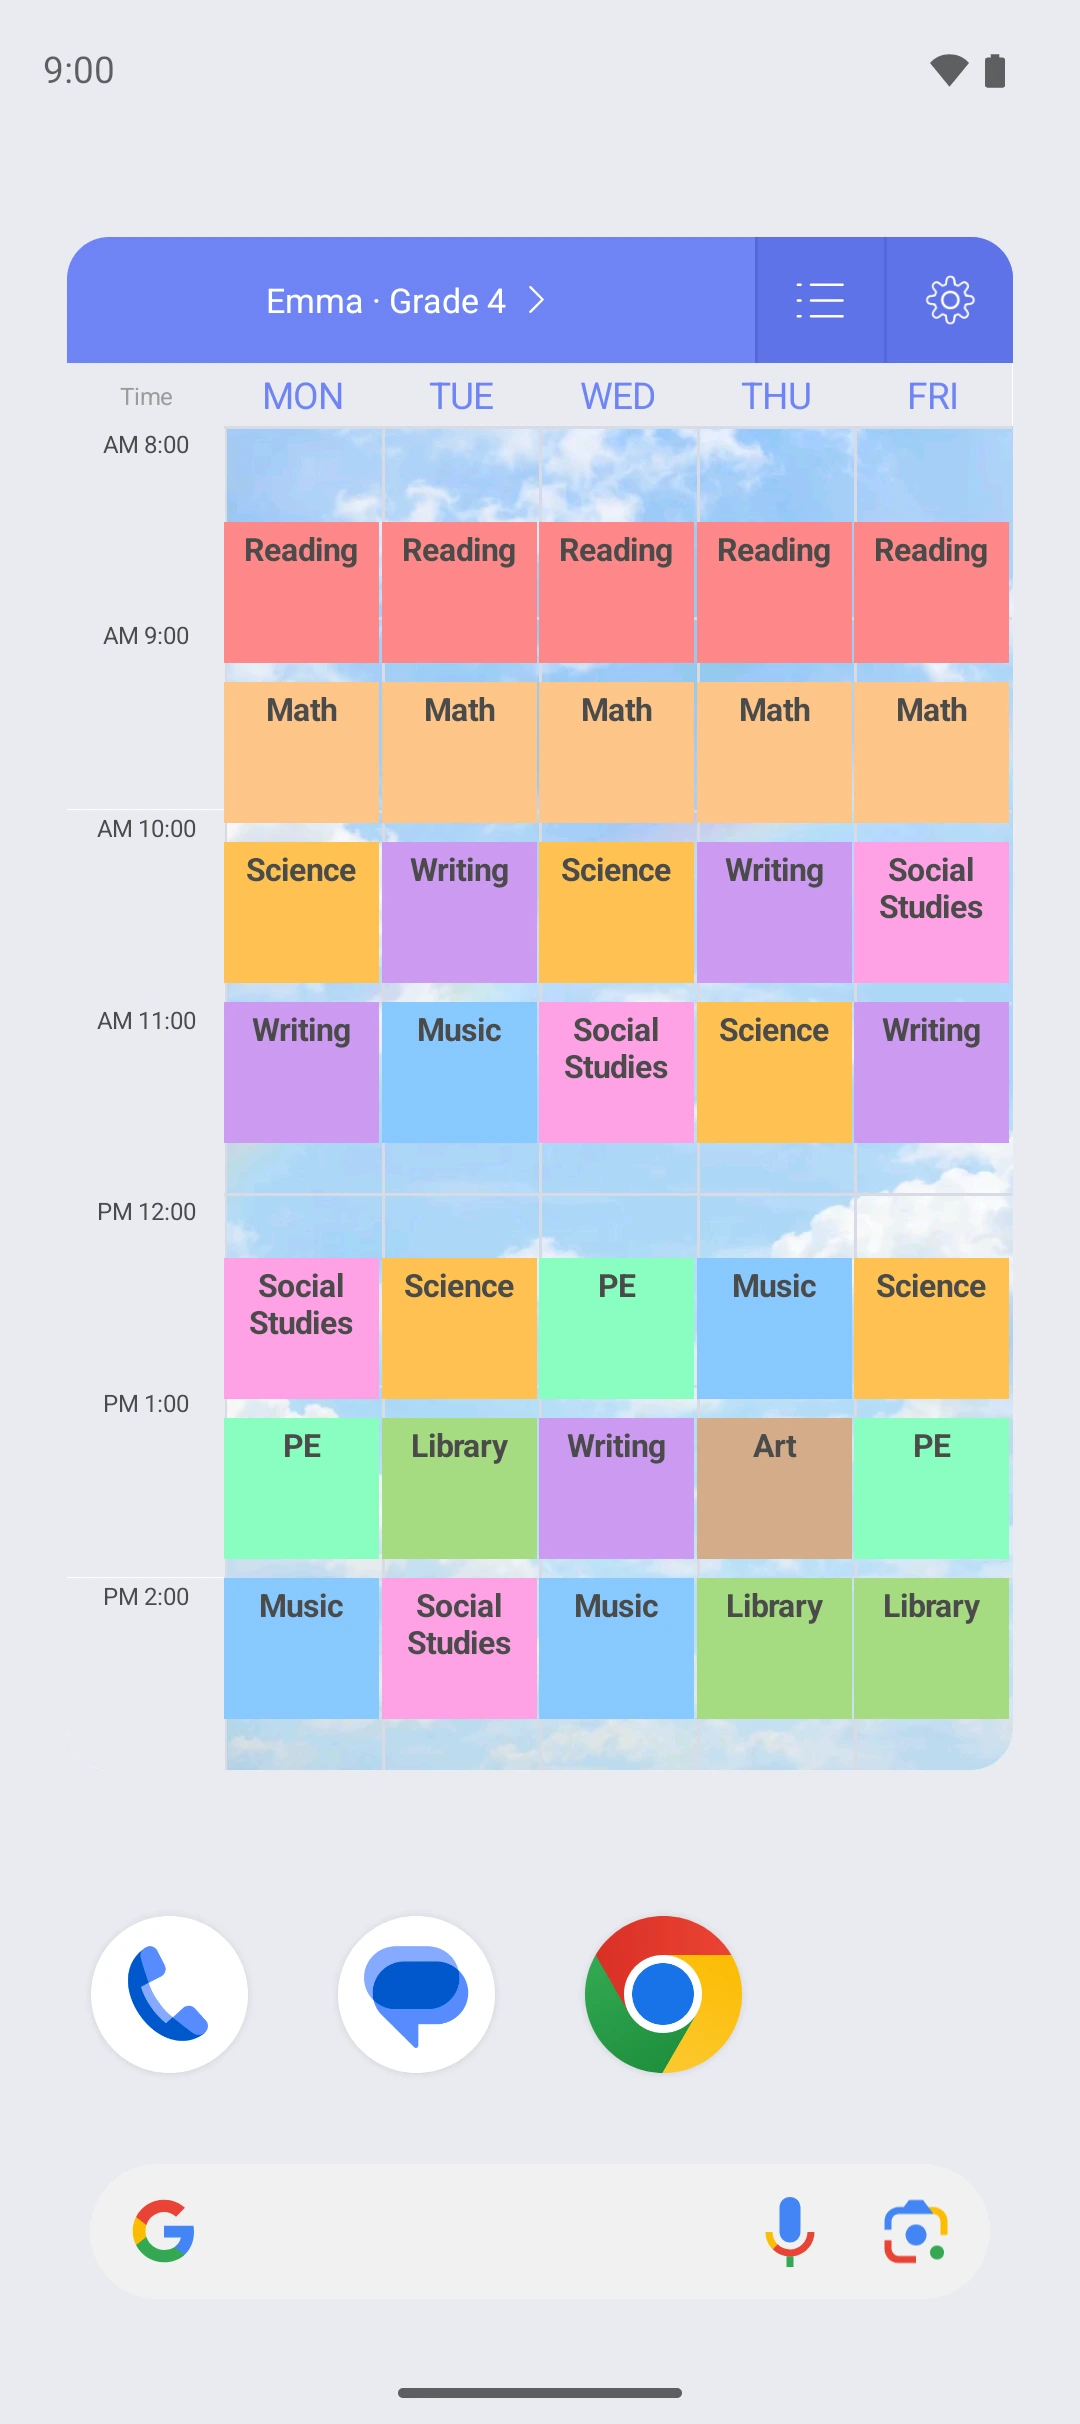 9:00
Emma · Grade 4
Time MON TUE WED THU FRI
AM 8:00
Reading Reading Reading Reading Reading
AM 9:00
Math Math Math Math Math
AM 10:00
Science Writing Science Writing Social Studies
AM 11:00
Writing Music Social Studies Science Writing
PM 12:00
Social Studies Science PE Music Science
PM 1:00
PE Library Writing Art PE
PM 2:00
Music Social Studies Music Library Library